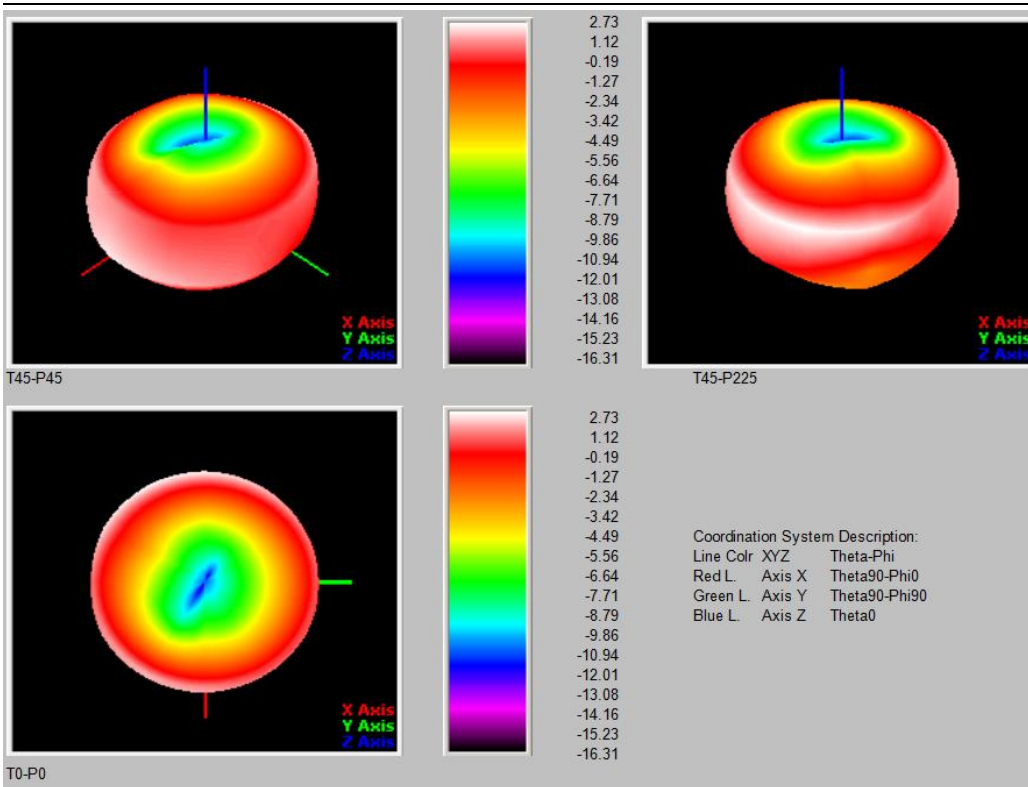 2.73
1.12
-0.19
-1.27
-2.34
-3.42
-4.49
-5.56
-6.64
-7.71
-8.79
-9.86
-10.94
-12.01
-13.08
-14.16
-15.23
-16.31
X Axis
Y Axis
Z Axis
X Axis
Y Axis
Z Axis
T45-P45
T45-P225
2.73
1.12
-0.19
-1.27
-2.34
-3.42
-4.49
-5.56
-6.64
-7.71
-8.79
-9.86
-10.94
-12.01
-13.08
-14.16
-15.23
-16.31
X Axis
Y Axis
Z Axis
T0-P0
Coordination System Description:
Line Colr XYZ Theta-Phi
Red L. Axis X Theta90-Phi0
Green L. Axis Y Theta90-Phi90
Blue L. Axis Z Theta0